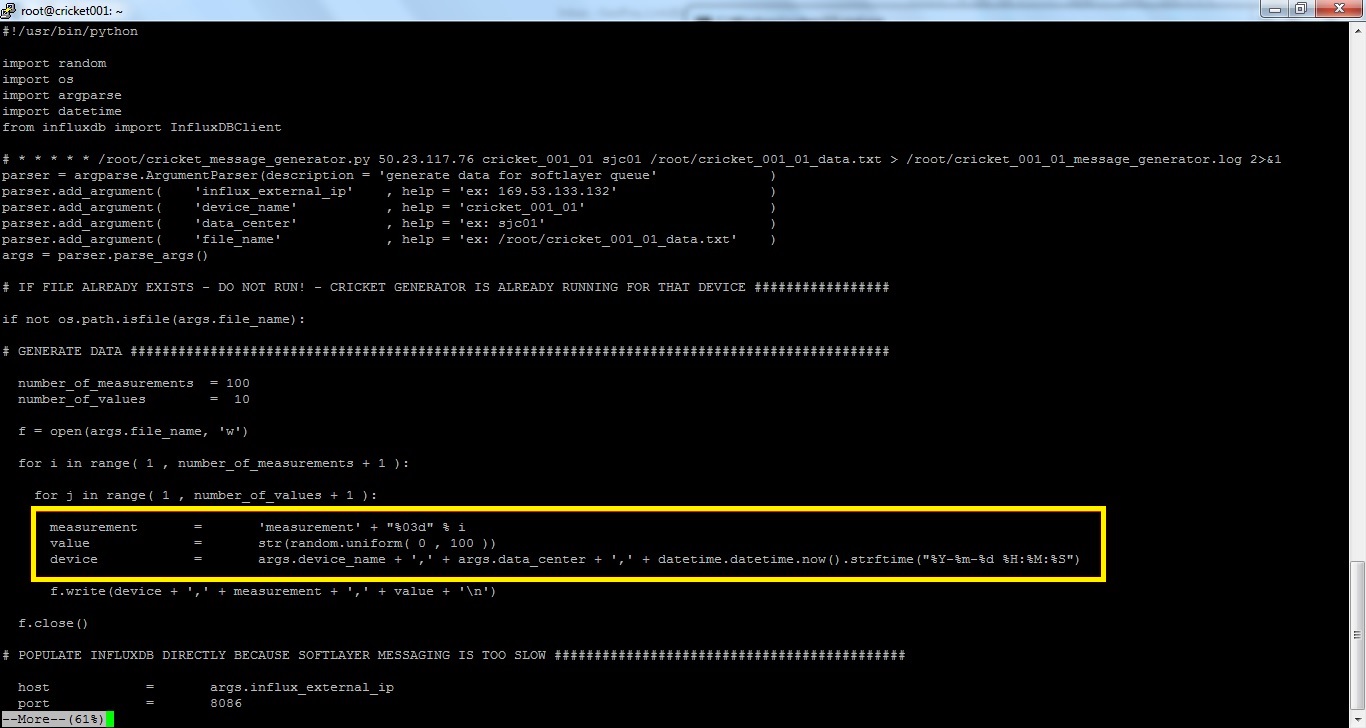 root@cricket001: ~
#!/usr/bin/python
import random
import os
import argparse
import datetime
from influxdb import InfluxDBClient
# * * * * * /root/cricket_message_generator.py 50.23.117.76 cricket_001_01 sjc01 /root/cricket_001_01_data.txt > /root/cricket_001_01_message_generator.log 2>&1
parser = argparse.ArgumentParser(description = 'generate data for softlayer queue'              )
parser.add_argument(    'influx_external_ip'    , help = 'ex: 169.53.133.132'                   )
parser.add_argument(    'device_name'           , help = 'cricket_001_01'                       )
parser.add_argument(    'data_center'           , help = 'ex: sjc01'                            )
parser.add_argument(    'file_name'             , help = 'ex: /root/cricket_001_01_data.txt'    )
args = parser.parse_args()
# IF FILE ALREADY EXISTS - DO NOT RUN! - CRICKET GENERATOR IS ALREADY RUNNING FOR THAT DEVICE #################
if not os.path.isfile(args.file_name):
# GENERATE DATA ###############################################################################################
  number_of_measurements  = 100
  number_of_values        =  10
  f = open(args.file_name, 'w')
  for i in range( 1 , number_of_measurements + 1 ):
    for j in range( 1 , number_of_values + 1 ):
      measurement       =       'measurement' + "%03d" % i
      value             =       str(random.uniform( 0 , 100 ))
      device            =       args.device_name + ',' + args.data_center + ',' + datetime.datetime.now().strftime("%Y-%m-%d %H:%M:%S")
      f.write(device + ',' + measurement + ',' + value + '\n')
  f.close()
# POPULATE INFLUXDB DIRECTLY BECAUSE SOFTLAYER MESSAGING IS TOO SLOW ############################################
  host            =       args.influx_external_ip
  port            =       8086
--More--(61%)